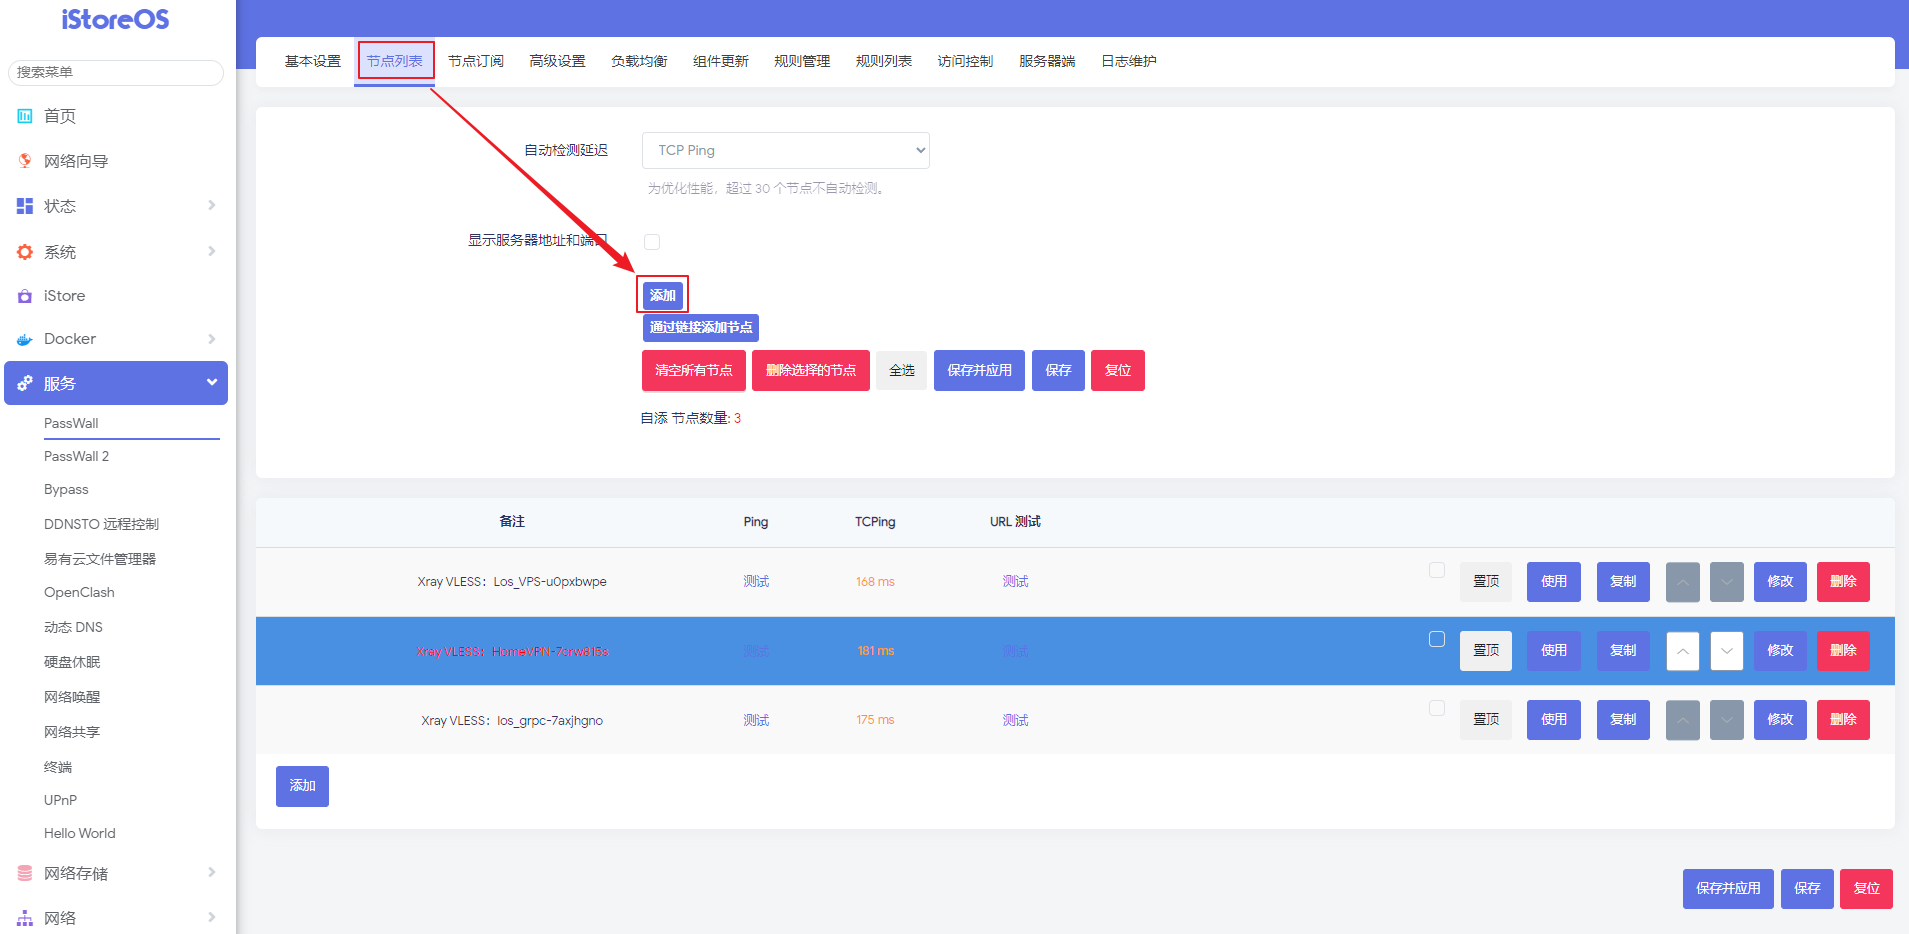 iStoreOS
搜索菜单
首页
网络向导
状态
系统
iStore
Docker
服务
PassWall
PassWall 2
Bypass
DDNSTO 远程控制
易有云文件管理器
OpenClash
动态 DNS
硬盘休眠
网络唤醒
网络共享
终端
UPnP
Hello World
网络存储
网络
基本设置 节点列表 节点订阅 高级设置 负载均衡 组件更新 规则管理 规则列表 访问控制 服务器端 日志维护
自动检测延迟 TCP Ping
为优化性能，超过 30 个节点不自动检测。
显示服务器地址和端口
添加
通过链接添加节点
清空所有节点 删除选择的节点 全选 保存并应用 保存 复位
自添 节点数量: 3
备注 Ping TCPing URL 测试
Xray VLESS：Los_VPS-u0pxbwpe 测试 168 ms 测试 置顶 使用 复制 修改 删除
Xray VLESS：HomeVPN-7orw815s 测试 181 ms 测试 置顶 使用 复制 修改 删除
Xray VLESS：los_grpc-7axjhgno 测试 175 ms 测试 置顶 使用 复制 修改 删除
添加
保存并应用 保存 复位